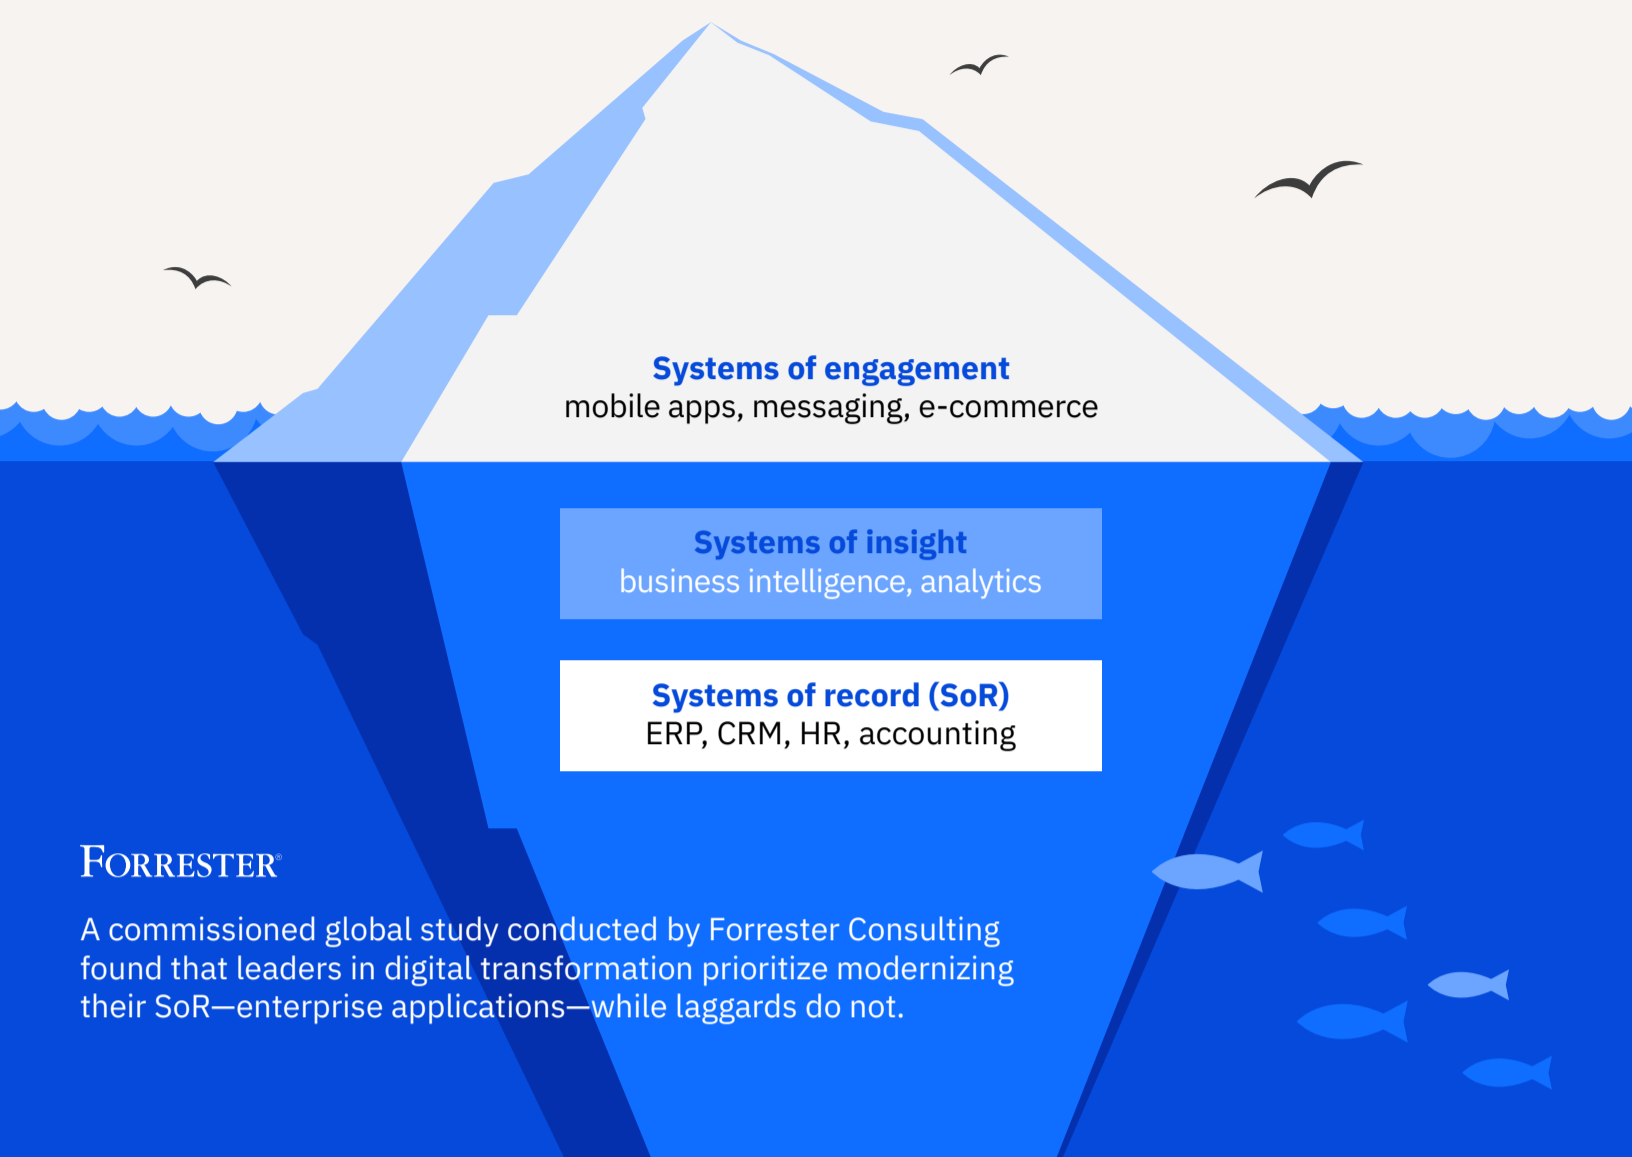 Systems of engagement
mobile apps, messaging, e-commerce
Systems of insight
business intelligence, analytics
Systems of record (SoR)
ERP, CRM, HR, accounting
FORRESTER®
A commissioned global study conducted by Forrester Consulting
found that leaders in digital transformation prioritize modernizing
their SoR—enterprise applications—while laggards do not.